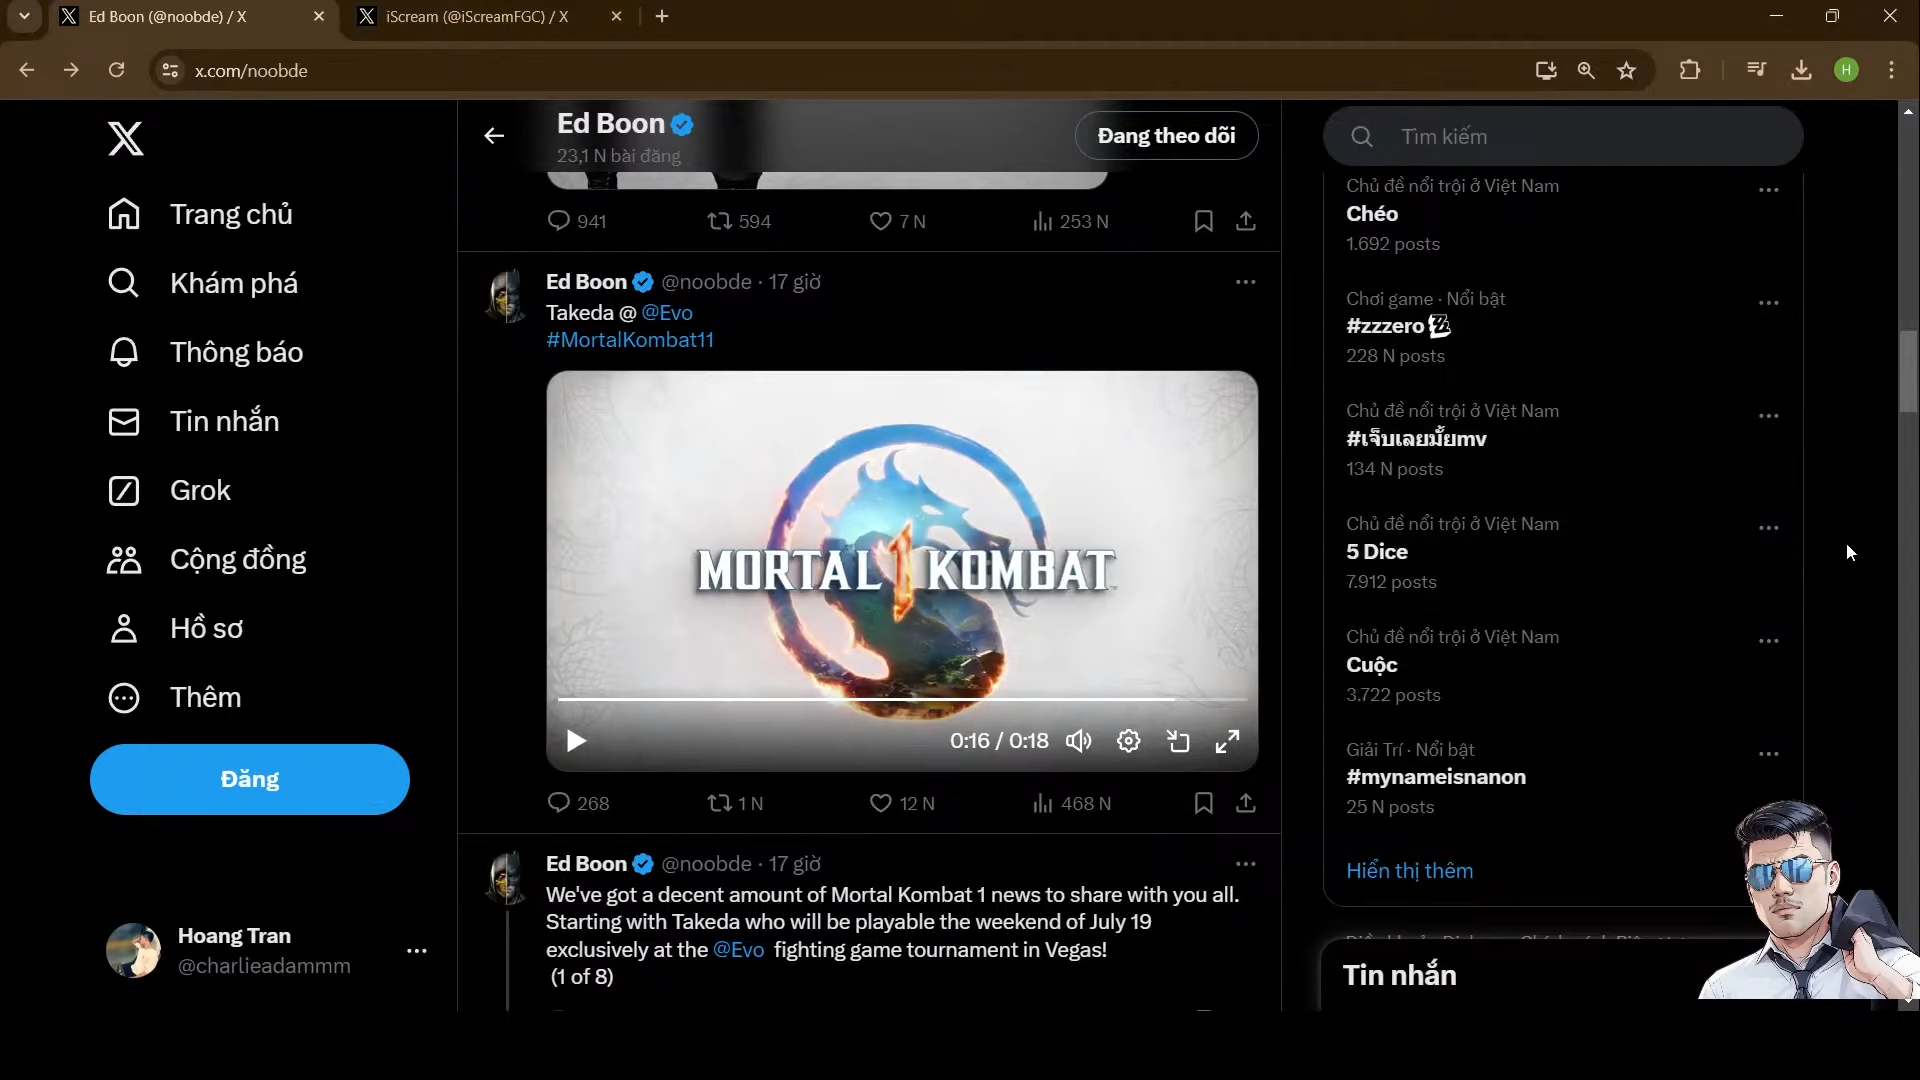 Ed Boon (@noobde) / X
iScream (@iScreamFGC) / X
x.com/noobde
H
Trang chủ
Khám phá
Thông báo
Tin nhắn
Grok
Cộng đồng
Hồ sơ
Thêm
Đăng
Hoang Tran
@charlieadammm
Ed Boon
23,1 N bài đăng
Đang theo dõi
941 594 7 N 253 N
Ed Boon @noobde · 17 giờ
Takeda @ @Evo
#MortalKombat11
MORTAL 1 KOMBAT
0:16 / 0:18
268 1 N 12 N 468 N
Ed Boon @noobde · 17 giờ
We've got a decent amount of Mortal Kombat 1 news to share with you all.
Starting with Takeda who will be playable the weekend of July 19
exclusively at the @Evo fighting game tournament in Vegas!
(1 of 8)
Tìm kiếm
Chủ đề nổi trội ở Việt Nam
Chéo
1.692 posts
Chơi game · Nổi bật
#zzzero
228 N posts
Chủ đề nổi trội ở Việt Nam
#เจ็บเลยมั้ยmv
134 N posts
Chủ đề nổi trội ở Việt Nam
5 Dice
7.912 posts
Chủ đề nổi trội ở Việt Nam
Cuộc
3.722 posts
Giải Trí · Nổi bật
#mynameisnanon
25 N posts
Hiển thị thêm
Tin nhắn